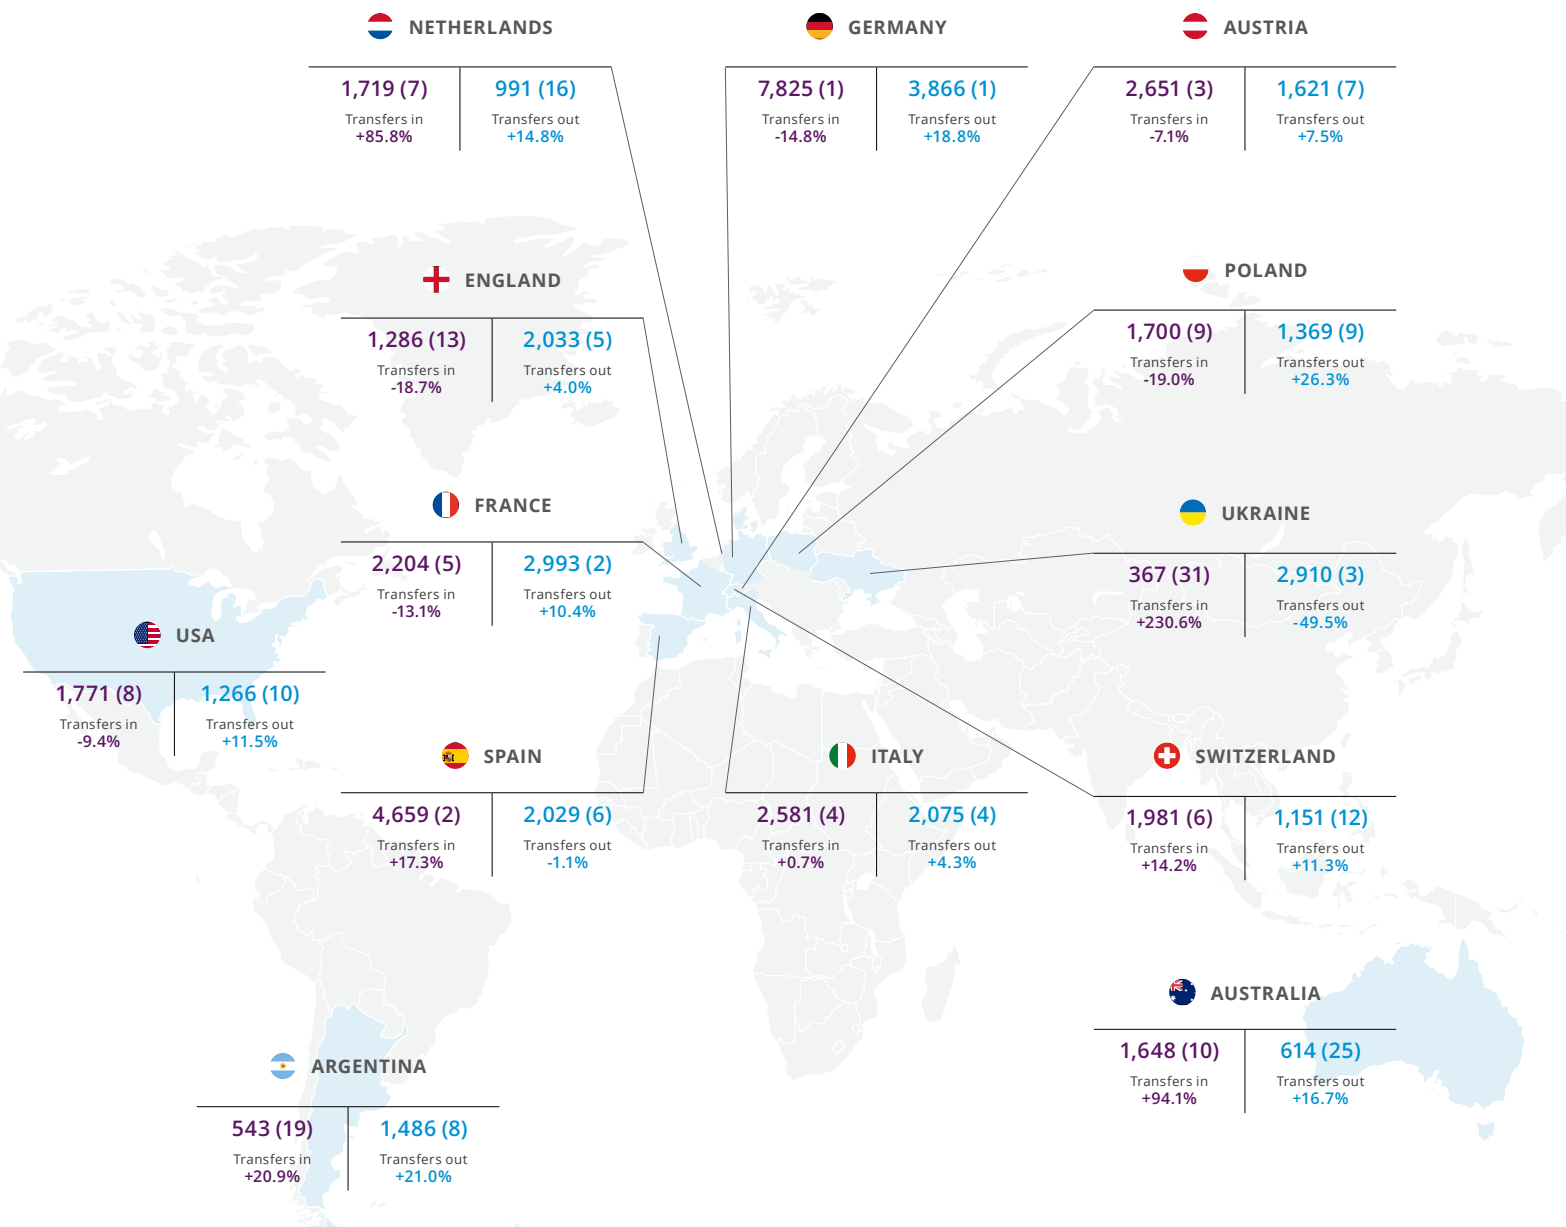 NETHERLANDS
1,719 (7)
Transfers in
+85.8%
991 (16)
Transfers out
+14.8%
GERMANY
7,825 (1)
Transfers in
-14.8%
3,866 (1)
Transfers out
+18.8%
AUSTRIA
2,651 (3)
Transfers in
-7.1%
1,621 (7)
Transfers out
+7.5%
ENGLAND
1,286 (13)
Transfers in
-18.7%
2,033 (5)
Transfers out
+4.0%
POLAND
1,700 (9)
Transfers in
-19.0%
1,369 (9)
Transfers out
+26.3%
FRANCE
2,204 (5)
Transfers in
-13.1%
2,993 (2)
Transfers out
+10.4%
UKRAINE
367 (31)
Transfers in
+230.6%
2,910 (3)
Transfers out
-49.5%
USA
1,771 (8)
Transfers in
-9.4%
1,266 (10)
Transfers out
+11.5%
SPAIN
4,659 (2)
Transfers in
+17.3%
2,029 (6)
Transfers out
-1.1%
ITALY
2,581 (4)
Transfers in
+0.7%
2,075 (4)
Transfers out
+4.3%
SWITZERLAND
1,981 (6)
Transfers in
+14.2%
1,151 (12)
Transfers out
+11.3%
AUSTRALIA
1,648 (10)
Transfers in
+94.1%
614 (25)
Transfers out
+16.7%
ARGENTINA
543 (19)
Transfers in
+20.9%
1,486 (8)
Transfers out
+21.0%